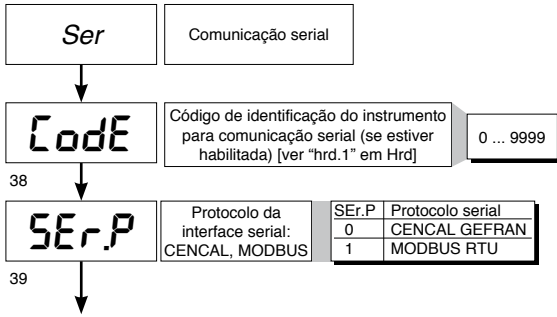 Ser
Comunicação serial
CodE
Código de identificação do instrumento
para comunicação serial (se estiver
habilitada) [ver “hrd.1” em Hrd]
0 ... 9999
38
SEr.P
Protocolo da
interface serial:
CENCAL, MODBUS
SEr.P Protocolo serial
0 CENCAL GEFRAN
1 MODBUS RTU
39